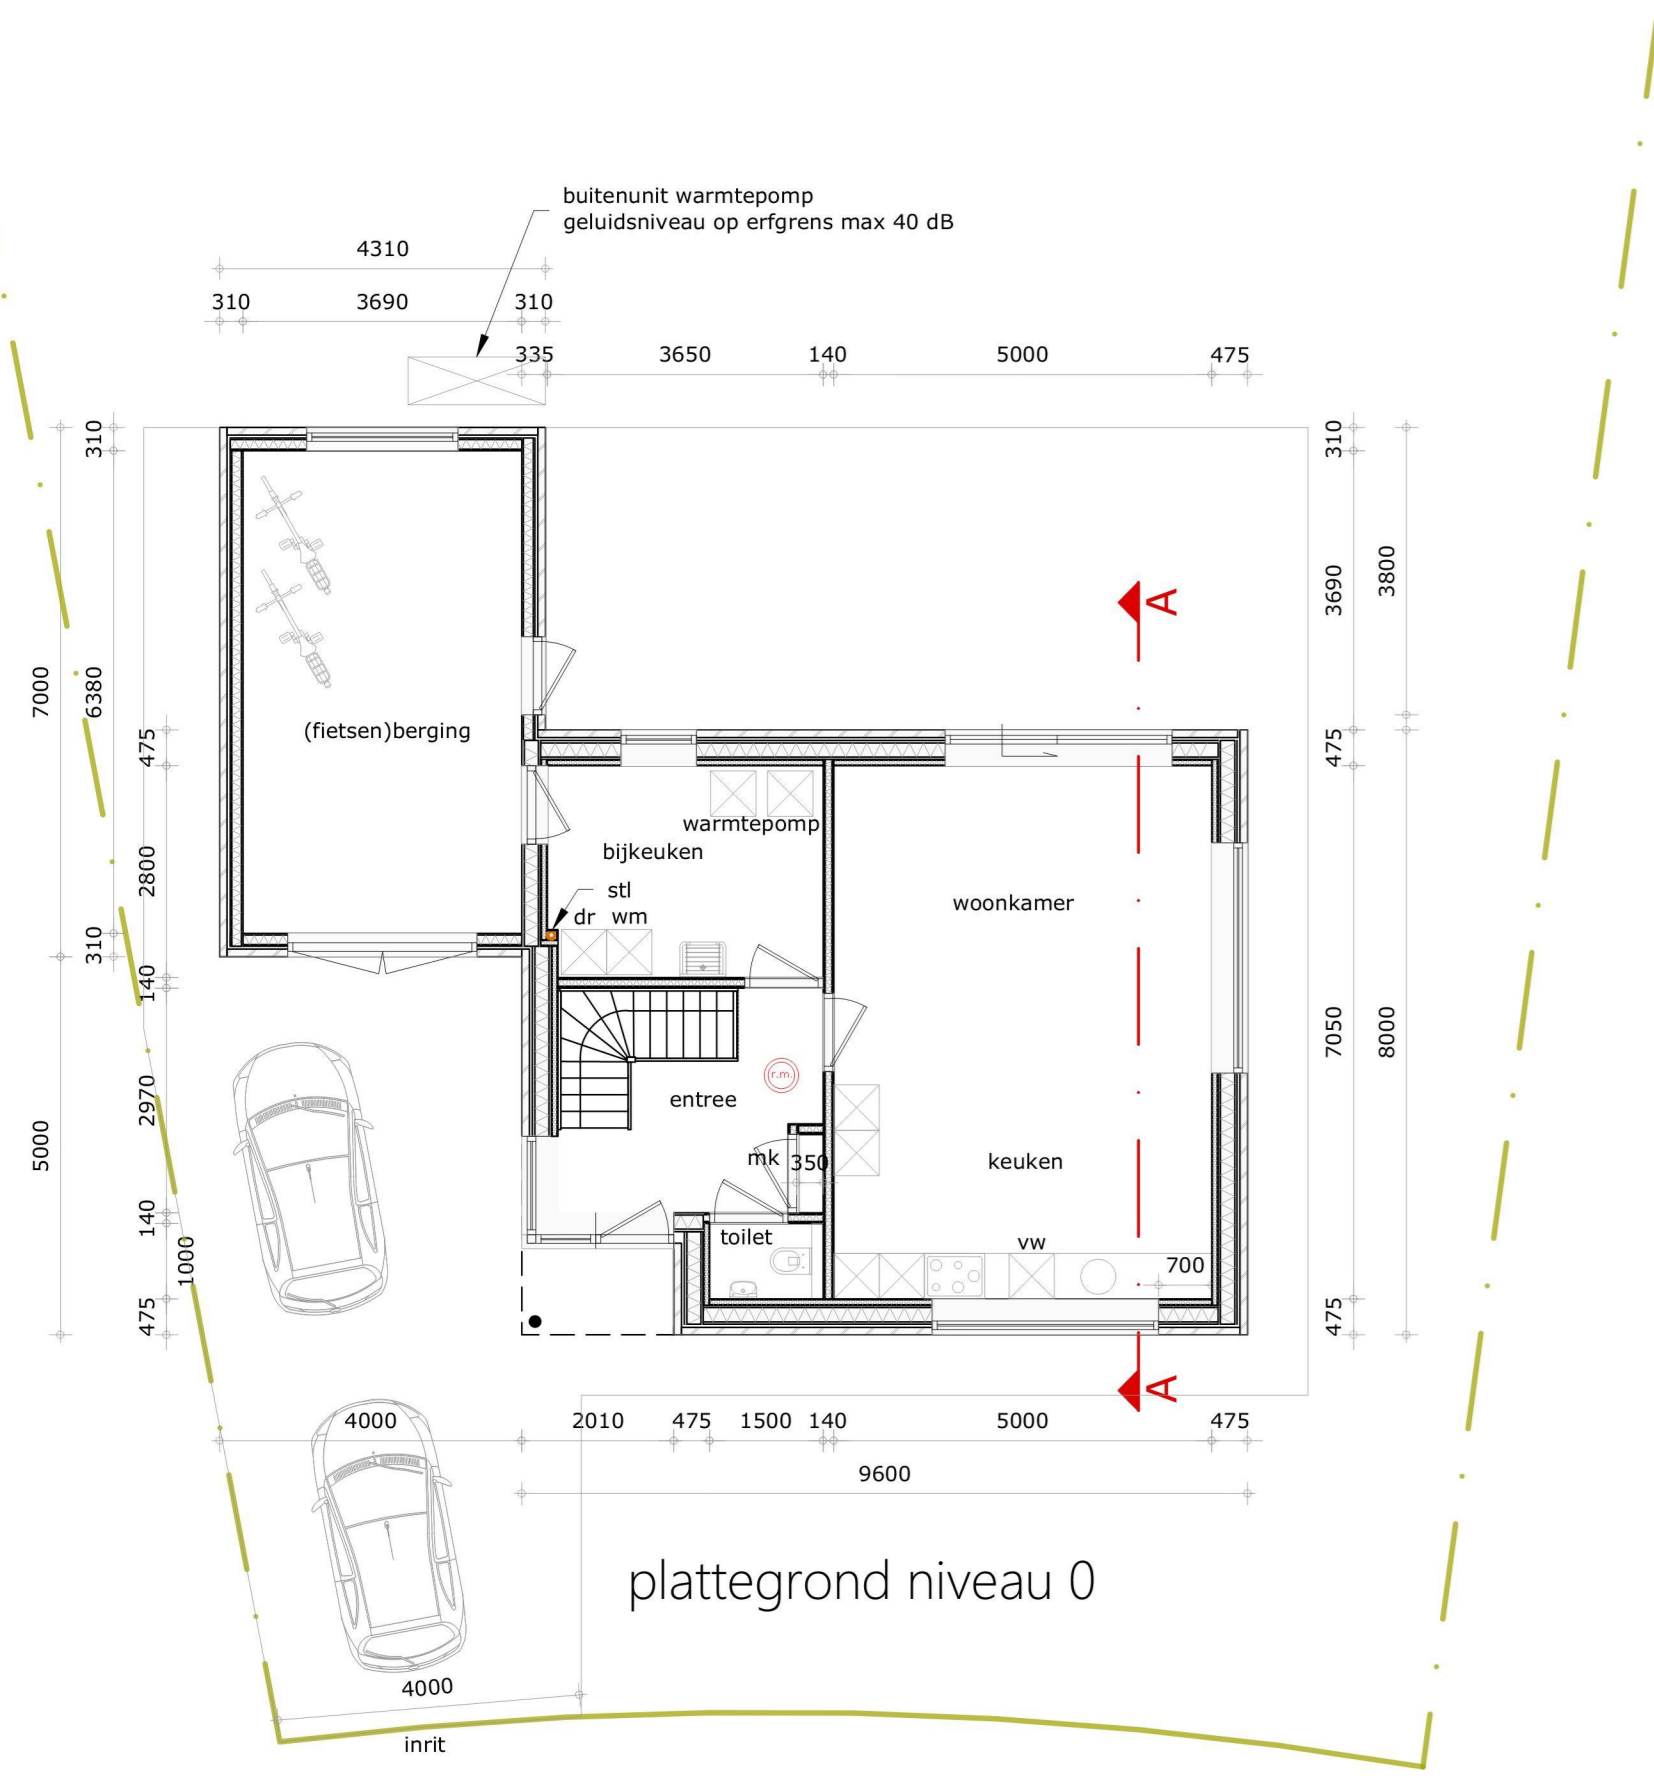 buitenunit warmtepomp
geluidsniveau op erfgrens max 40 dB
4310
310 3690 310
335 3650 140 5000 475
310
6380
310
7000
5000
475
2800
140
2970
140
1000
475
310
3690
475
7050
475
3800
8000
A
(fietsen)berging
warmtepomp
bijkeuken
stl
dr wm
woonkamer
r.m.
entree
mk 350
keuken
toilet
vw
700
A
4000 2010 475 1500 140 5000 475
9600
plattegrond niveau 0
4000
inrit